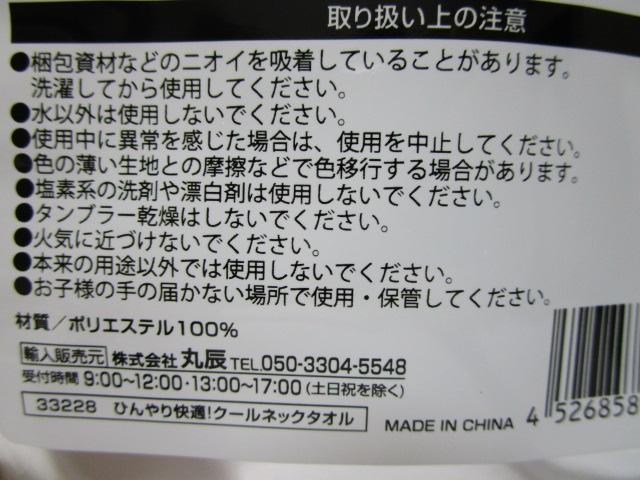 取り扱い上の注意
●梱包資材などのニオイを吸着していることがあります。
洗濯してから使用してください。
●水以外は使用しないでください。
●使用中に異常を感じた場合は、使用を中止してください。
●色の薄い生地との摩擦などで色移行する場合があります。
●塩素系の洗剤や漂白剤は使用しないでください。
●タンブラー乾燥はしないでください。
●火気に近づけないでください。
●本来の用途以外では使用しないでください。
●お子様の手の届かない場所で使用・保管してください。
材質/ポリエステル100%
輸入販売元 株式会社 丸辰 TEL.050-3304-5548
受付時間 9:00~12:00・13:00~17:00 (土日祝を除く)
33228 ひんやり快適!クールネックタオル
MADE IN CHINA
4 526858